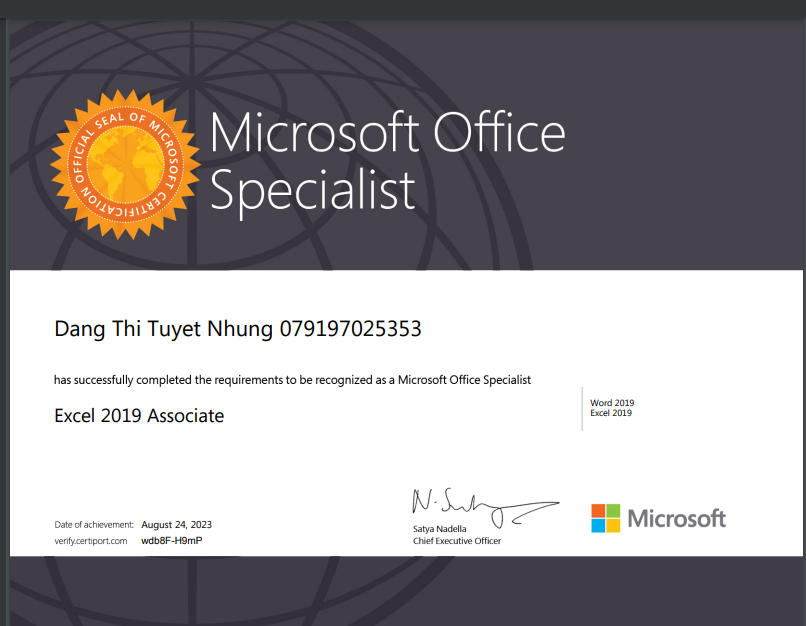 OFFICIAL SEAL OF MICROSOFT CERTIFICATION
Microsoft Office
Specialist
Dang Thi Tuyet Nhung 079197025353
has successfully completed the requirements to be recognized as a Microsoft Office Specialist
Excel 2019 Associate
Word 2019
Excel 2019
Date of achievement: August 24, 2023
verify.certiport.com wdb8F-H9mP
Satya Nadella
Chief Executive Officer
Microsoft